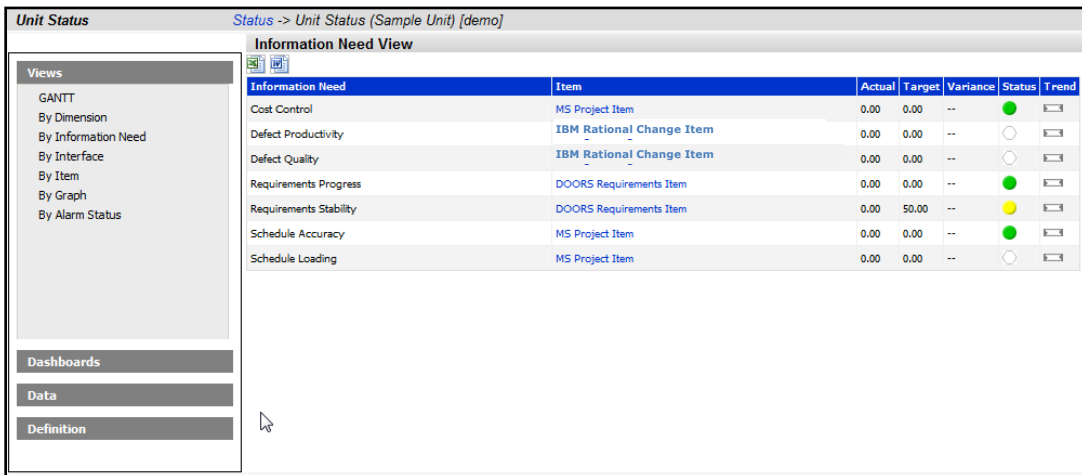 Unit Status
Status -> Unit Status (Sample Unit) [demo]
Information Need View
Views
GANTT
By Dimension
By Information Need
By Interface
By Item
By Graph
By Alarm Status
Dashboards
Data
Definition
Information Need Item Actual Target Variance Status Trend
Cost Control MS Project Item 0.00 0.00 --
Defect Productivity IBM Rational Change Item 0.00 0.00 --
Defect Quality IBM Rational Change Item 0.00 0.00 --
Requirements Progress DOORS Requirements Item 0.00 0.00 --
Requirements Stability DOORS Requirements Item 0.00 50.00 --
Schedule Accuracy MS Project Item 0.00 0.00 --
Schedule Loading MS Project Item 0.00 0.00 --